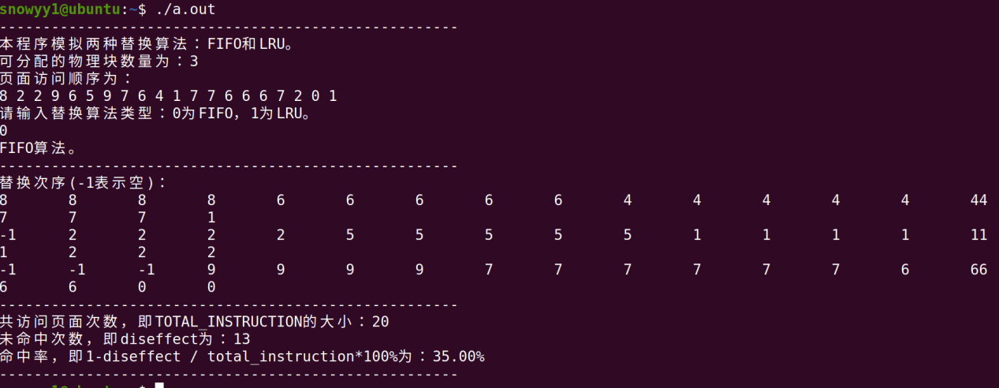 snowyy1@ubuntu:~$ ./a.out
-----------------------------------------------------
本程序模拟两种替换算法：FIFO和LRU。
可分配的物理块数量为：3
页面访问顺序为：
8 2 2 9 6 5 9 7 6 4 1 7 7 6 6 6 7 2 0 1
请输入替换算法类型：0为FIFO，1为LRU。
0
FIFO算法。
-----------------------------------------------------
替换次序(-1表示空)：
8 8 8 8 6 6 6 6 6 4 4 4 4 4 44
7 7 7 1
-1 2 2 2 2 5 5 5 5 5 1 1 1 1 11
1 2 2 2
-1 -1 -1 9 9 9 9 7 7 7 7 7 7 6 66
6 6 0 0
-----------------------------------------------------
共访问页面次数，即TOTAL_INSTRUCTION的大小：20
未命中次数，即diseffect为：13
命中率，即1-diseffect / total_instruction*100%为：35.00%
-----------------------------------------------------